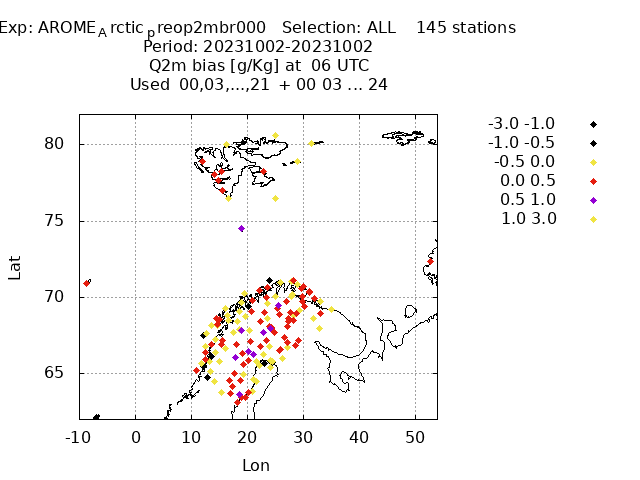 Exp: AROME_Arctic_preop2mbr000 Selection: ALL 145 stations
Period: 20231002-20231002
Q2m bias [g/Kg] at 06 UTC
Used 00,03,...,21 + 00 03 ... 24
-3.0 -1.0
-1.0 -0.5
-0.5 0.0
0.0 0.5
0.5 1.0
1.0 3.0
80
75
70
65
Lat
-10 0 10 20 30 40 50
Lon